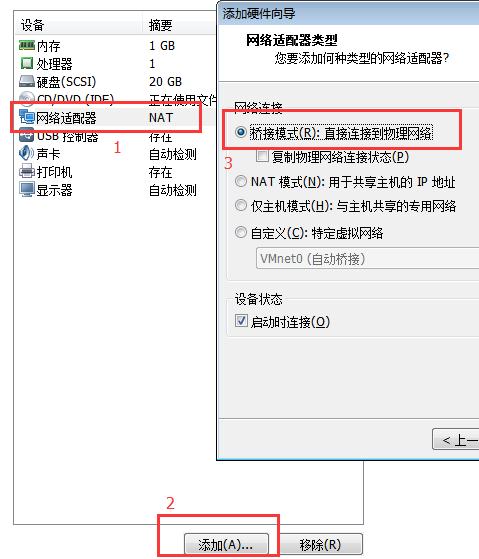 设备 摘要
内存 1 GB
处理器 1
硬盘(SCSI) 20 GB
CD/DVD (IDE) 正在使用文件
网络适配器 NAT
1
USB 控制器 存在
声卡 自动检测
打印机 存在
显示器 自动检测
2
添加(A)... 移除(R)
添加硬件向导
网络适配器类型
您要添加何种类型的网络适配器?
网络连接
桥接模式(R): 直接连接到物理网络
3
复制物理网络连接状态(P)
NAT 模式(N): 用于共享主机的 IP 地址
仅主机模式(H): 与主机共享的专用网络
自定义(C): 特定虚拟网络
VMnet0 (自动桥接)
设备状态
启动时连接(O)
< 上一